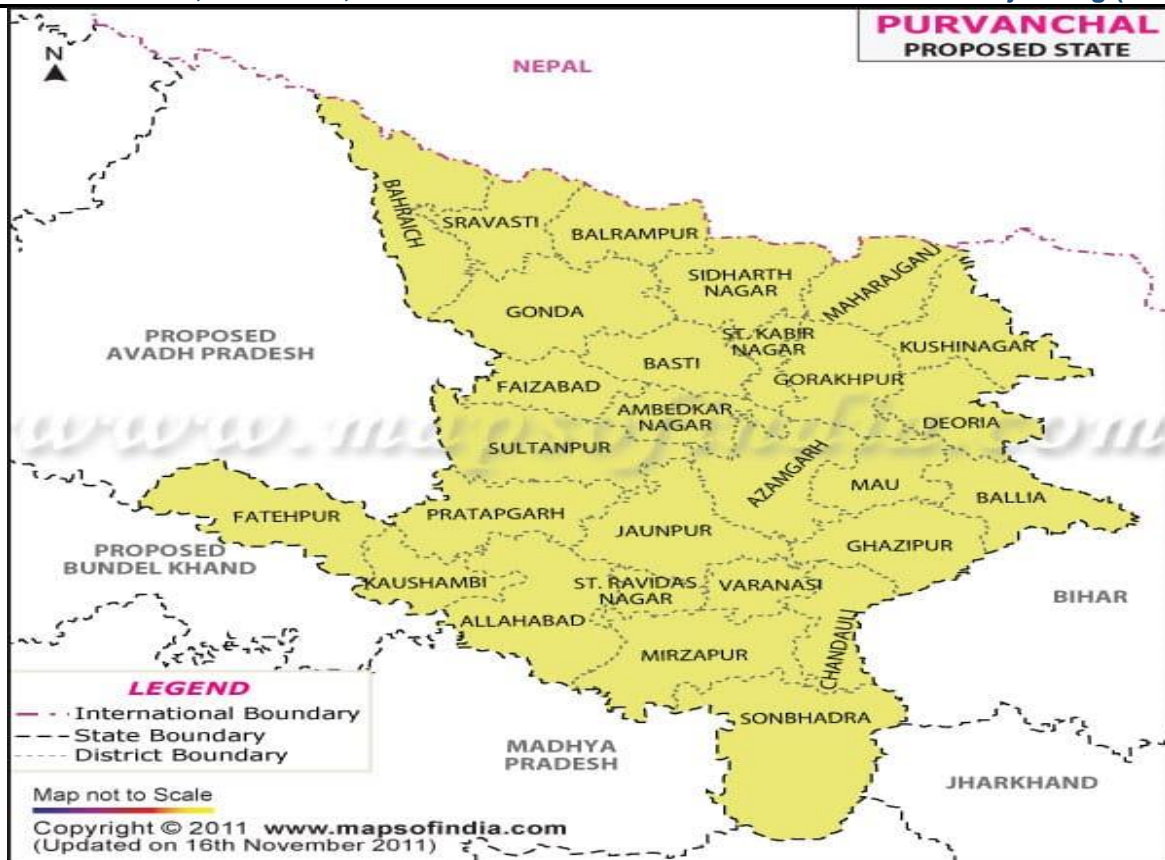 PURVANCHAL
PROPOSED STATE
N
NEPAL
BAHRAICH
SRAVASTI
BALRAMPUR
SIDHARTH
NAGAR
MAHARAJGANJ
GONDA
ST. KABIR
NAGAR
KUSHINAGAR
PROPOSED
AVADH PRADESH
BASTI
GORAKHPUR
FAIZABAD
AMBEDKAR
NAGAR
DEORIA
www.mapsofindia.com
SULTANPUR
AZAMGARH
MAU
BALLIA
FATEHPUR
PRATAPGARH
JAUNPUR
GHAZIPUR
PROPOSED
BUNDEL KHAND
KAUSHAMBI
ST. RAVIDAS
NAGAR
VARANASI
BIHAR
ALLAHABAD
CHANDAULI
MIRZAPUR
SONBHADRA
MADHYA
PRADESH
JHARKHAND
LEGEND
International Boundary
State Boundary
District Boundary
Map not to Scale
Copyright © 2011 www.mapsofindia.com
(Updated on 16th November 2011)